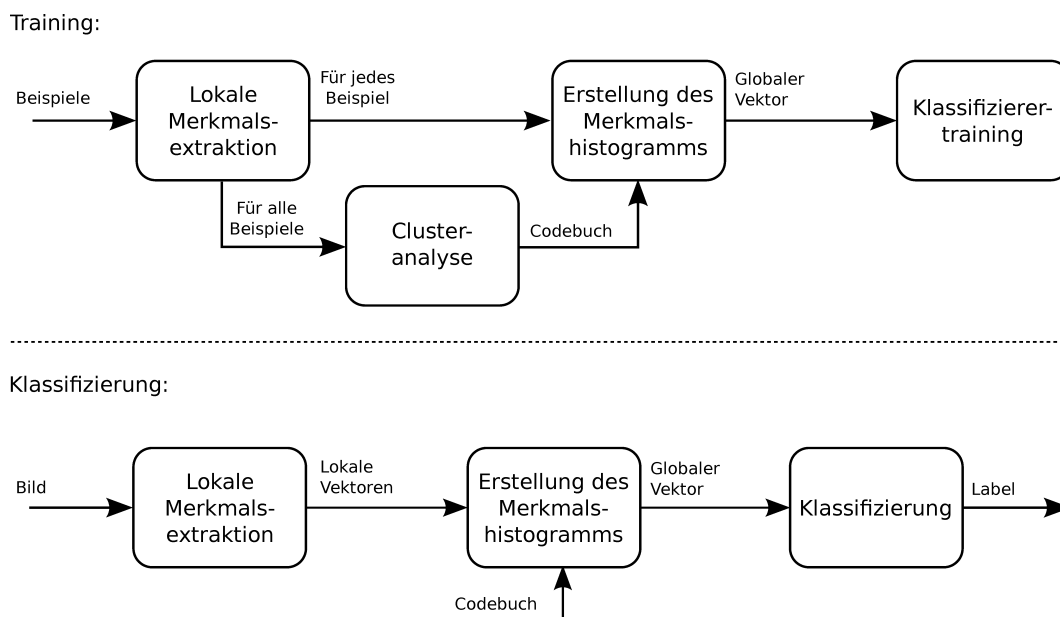 Training:
Beispiele
Lokale
Merkmals-
extraktion
Für jedes
Beispiel
Erstellung des
Merkmals-
histogramms
Globaler
Vektor
Klassifizierer-
training
Für alle
Beispiele
Cluster-
analyse
Codebuch
Klassifizierung:
Bild
Lokale
Merkmals-
extraktion
Lokale
Vektoren
Erstellung des
Merkmals-
histogramms
Globaler
Vektor
Klassifizierung
Label
Codebuch